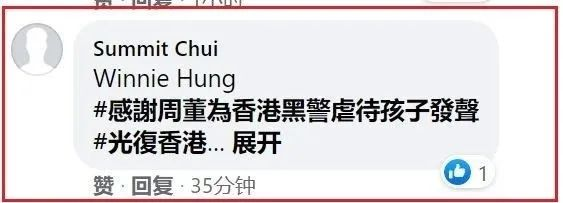 Summit Chui
Winnie Hung
#感謝周董為香港黑警虐待孩子發聲
#光復香港... 展开
1
赞 · 回复 · 35分钟